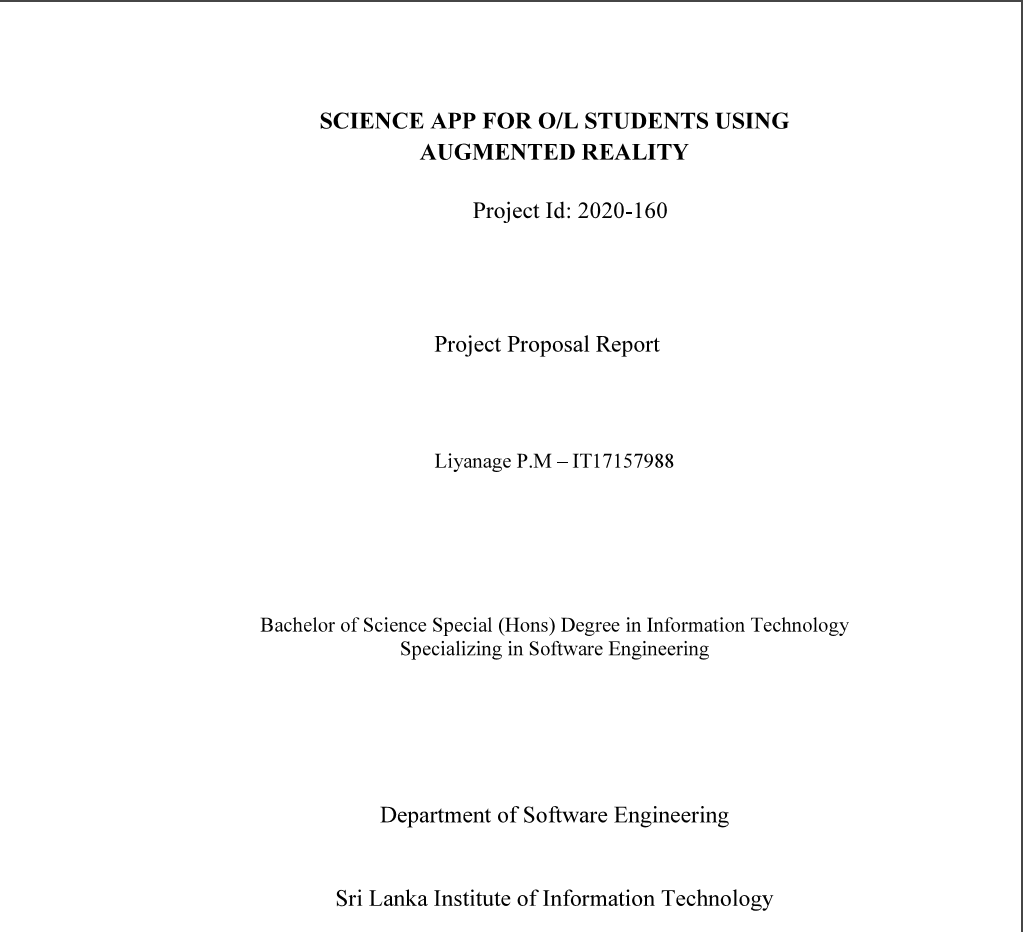 SCIENCE APP FOR O/L STUDENTS USING
AUGMENTED REALITY
Project Id: 2020-160
Project Proposal Report
Liyanage P.M – IT17157988
Bachelor of Science Special (Hons) Degree in Information Technology
Specializing in Software Engineering
Department of Software Engineering
Sri Lanka Institute of Information Technology